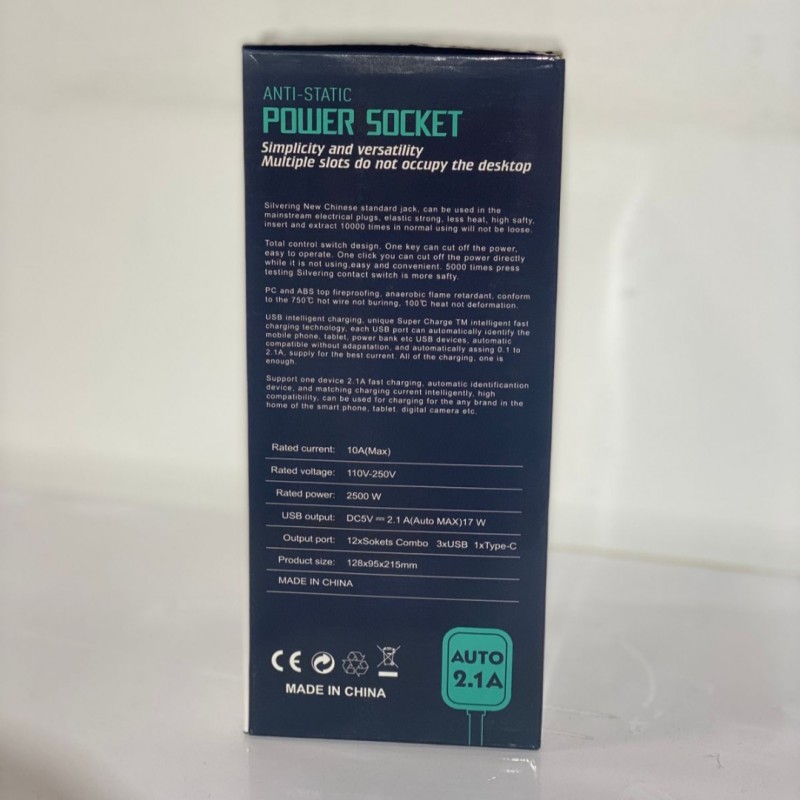 ANTI-STATIC
POWER SOCKET
Simplicity and versatility
Multiple slots do not occupy the desktop
Silvering New Chinese standard jack, can be used in the
mainstream electrical plugs, elastic strong, less heat, high safty,
insert and extract 10000 times in normal using will not be loose.
Total control switch design, One key can cut off the power,
easy to operate. One click you can cut off the power directly
while it is not using,easy and convenient. 5000 times press
testing Silvering contact switch is more safty.
PC and ABS top fireproofing, anaerobic flame retardant, conform
to the 750℃ hot wire not burinng, 100℃ heat not deformation.
USB intelligent charging, unique Super Charge TM intelligent fast
charging technology, each USB port can automatically identify the
mobile phone, tablet, power bank etc USB devices, automatic
compatible without adapatation, and automatically assing 0.1 to
2.1A, supply for the best current. All of the charging, one is
enough.
Support one device 2.1A fast charging, automatic identificantion
device, and matching charging current intelligently, high
compatibility, can be used for charging for the any brand in the
home of the smart phone, tablet. digital camera etc.
Rated current: 10A(Max)
Rated voltage: 110V-250V
Rated power: 2500 W
USB output: DC5V ⎓ 2.1 A(Auto MAX)17 W
Output port: 12xSokets Combo 3xUSB 1xType-C
Product size: 128x95x215mm
MADE IN CHINA
CE
MADE IN CHINA
AUTO
2.1A